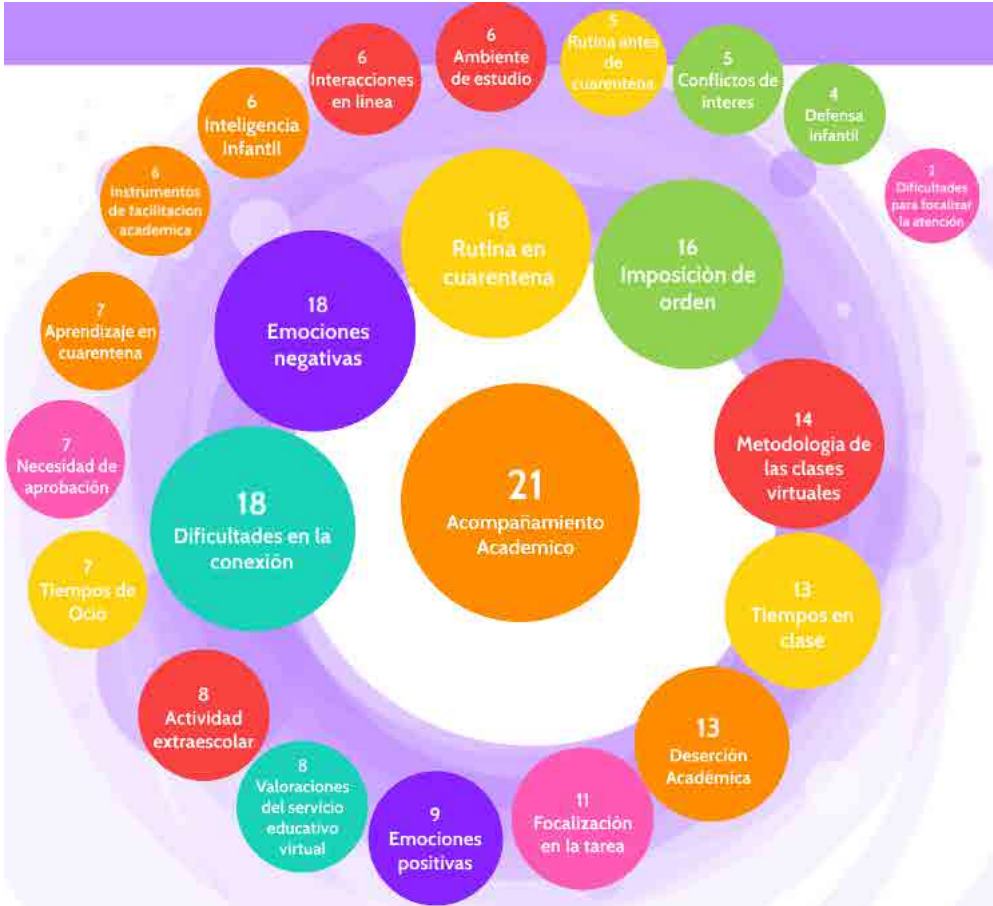 21
Acompañamiento
Academico
18
Rutina en
cuarentena
16
Imposiciòn de
orden
14
Metodologia de
las clases
virtuales
13
Tiempos en
clase
13
Deserción
Académica
11
Focalización
en la tarea
9
Emociones
positivas
8
Valoraciones
del servicio
educativo
virtual
8
Actividad
extraescolar
18
Dificultades en la
conexión
18
Emociones
negativas
7
Tiempos de
Ocio
7
Necesidad de
aprobación
7
Aprendizaje en
cuarentena
6
Instrumentos
de facilitacion
academica
6
Inteligencia
Infantil
6
Interacciones
en linea
6
Ambiente
de estudio
5
Rutina antes
de
cuarentena
5
Conflictos de
interes
4
Defensa
infantil
Dificultades
para focalizar
la atención